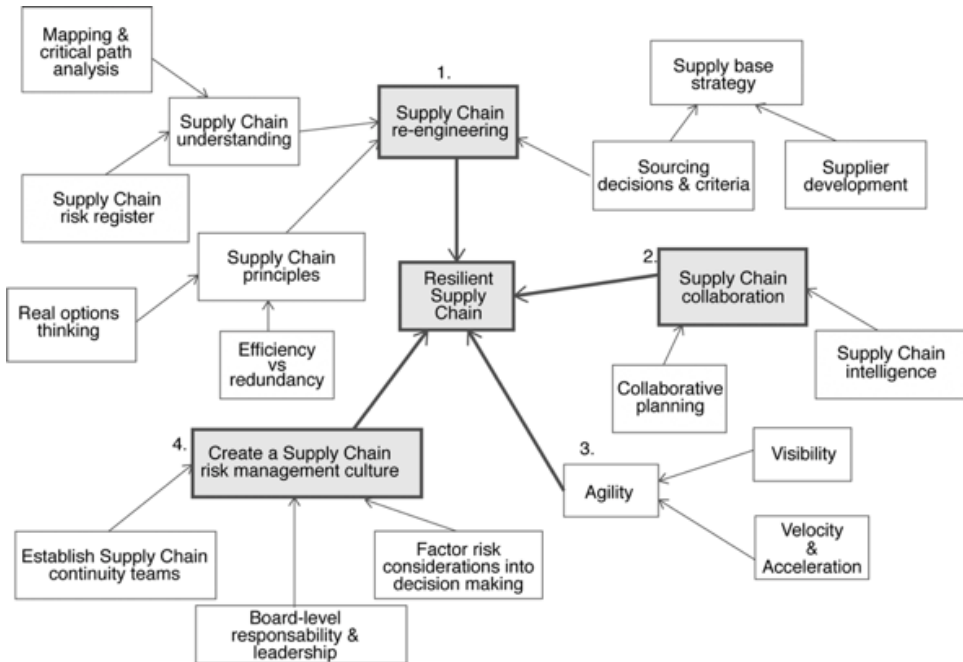 Mapping &
critical path
analysis
1.
Supply Chain
re-engineering
Supply base
strategy
Supply Chain
understanding
Sourcing
decisions & criteria
Supplier
development
Supply Chain
risk register
Supply Chain
principles
Resilient
Supply
Chain
2.
Supply Chain
collaboration
Real options
thinking
Efficiency
vs
redundancy
Supply Chain
intelligence
Collaborative
planning
4.
Create a Supply Chain
risk management culture
3.
Agility
Visibility
Velocity
&
Acceleration
Establish Supply Chain
continuity teams
Factor risk
considerations into
decision making
Board-level
responsability &
leadership